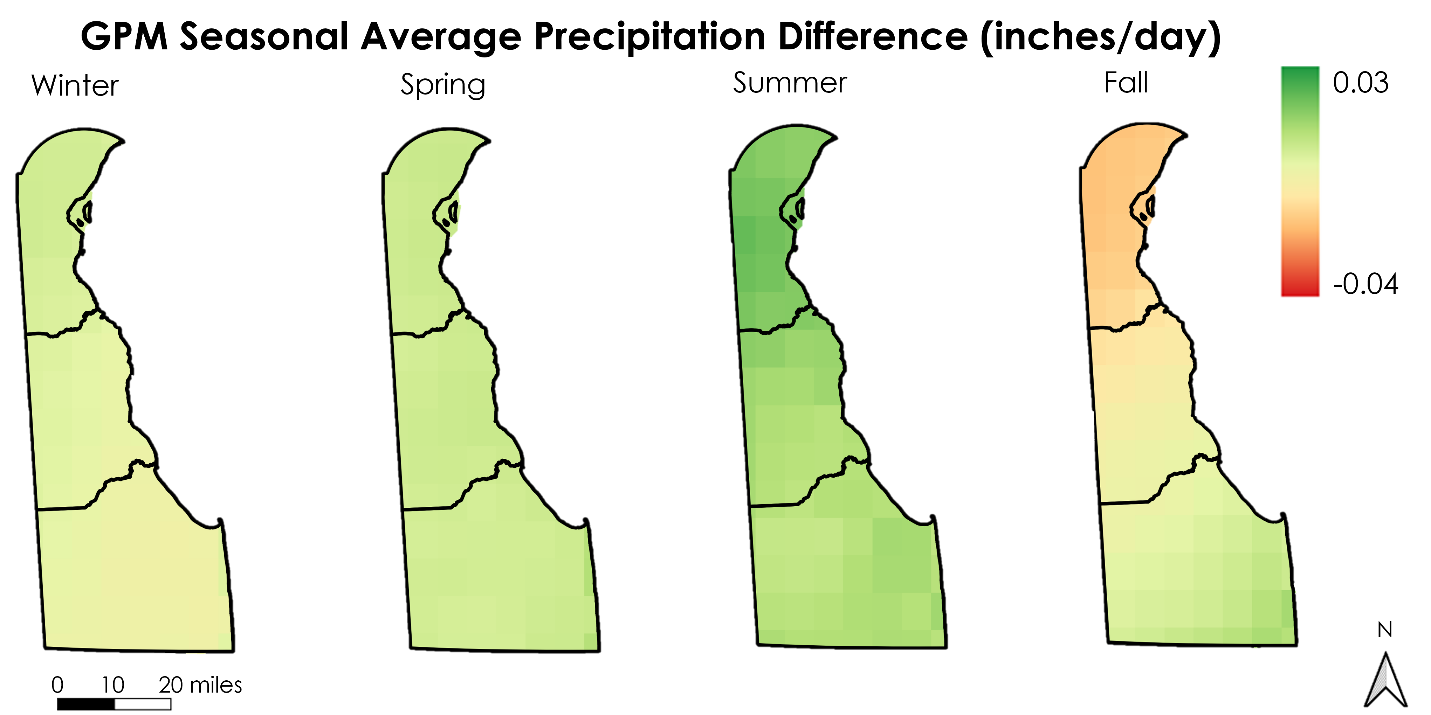 GPM Seasonal Average Precipitation Difference (inches/day)
Winter Spring Summer Fall
0.03
-0.04
N
0 10 20 miles